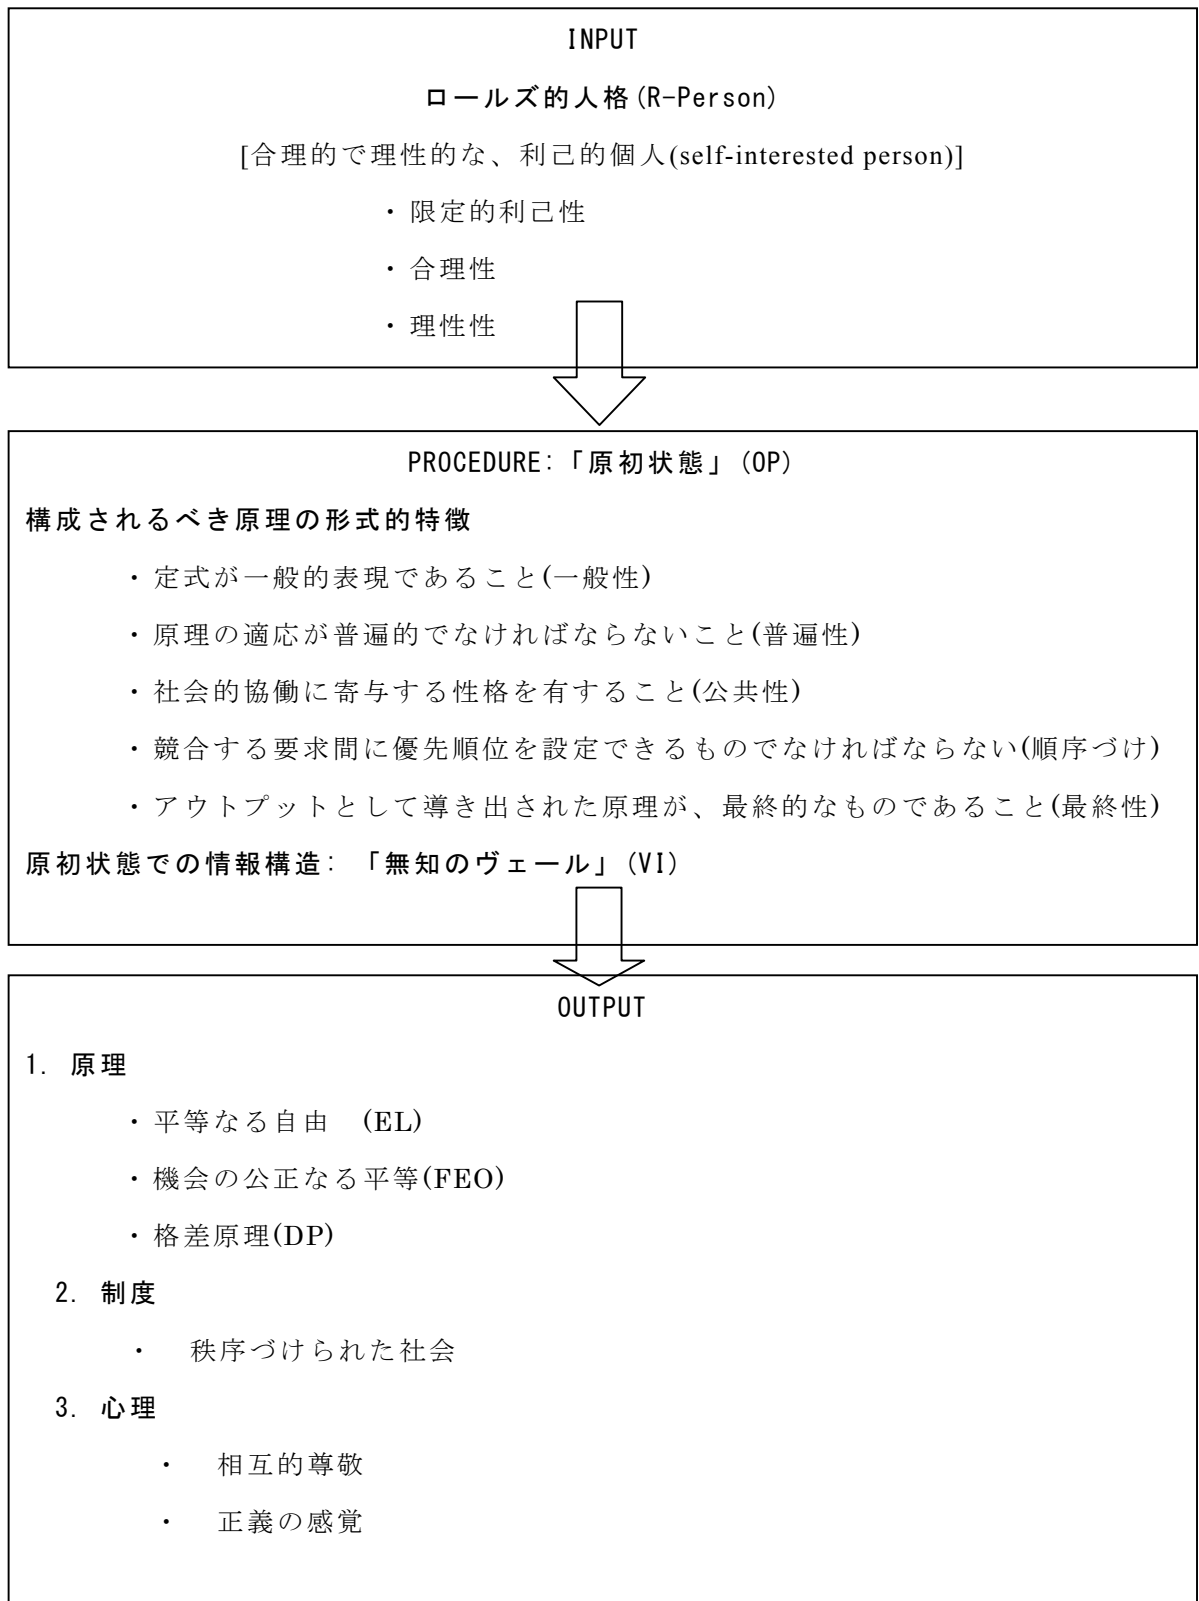 INPUT
ロールズ的人格(R-Person)
[合理的で理性的な、利己的個人(self-interested person)]
・限定的利己性
・合理性
・理性性
PROCEDURE:「原初状態」(OP)
構成されるべき原理の形式的特徴
・定式が一般的表現であること(一般性)
・原理の適応が普遍的でなければならないこと(普遍性)
・社会的協働に寄与する性格を有すること(公共性)
・競合する要求間に優先順位を設定できるものでなければならない(順序づけ)
・アウトプットとして導き出された原理が、最終的なものであること(最終性)
原初状態での情報構造: 「無知のヴェール」(VI)
OUTPUT
1. 原理
・平等なる自由 (EL)
・機会の公正なる平等(FEO)
・格差原理(DP)
2. 制度
・ 秩序づけられた社会
3. 心理
・ 相互的尊敬
・ 正義の感覚